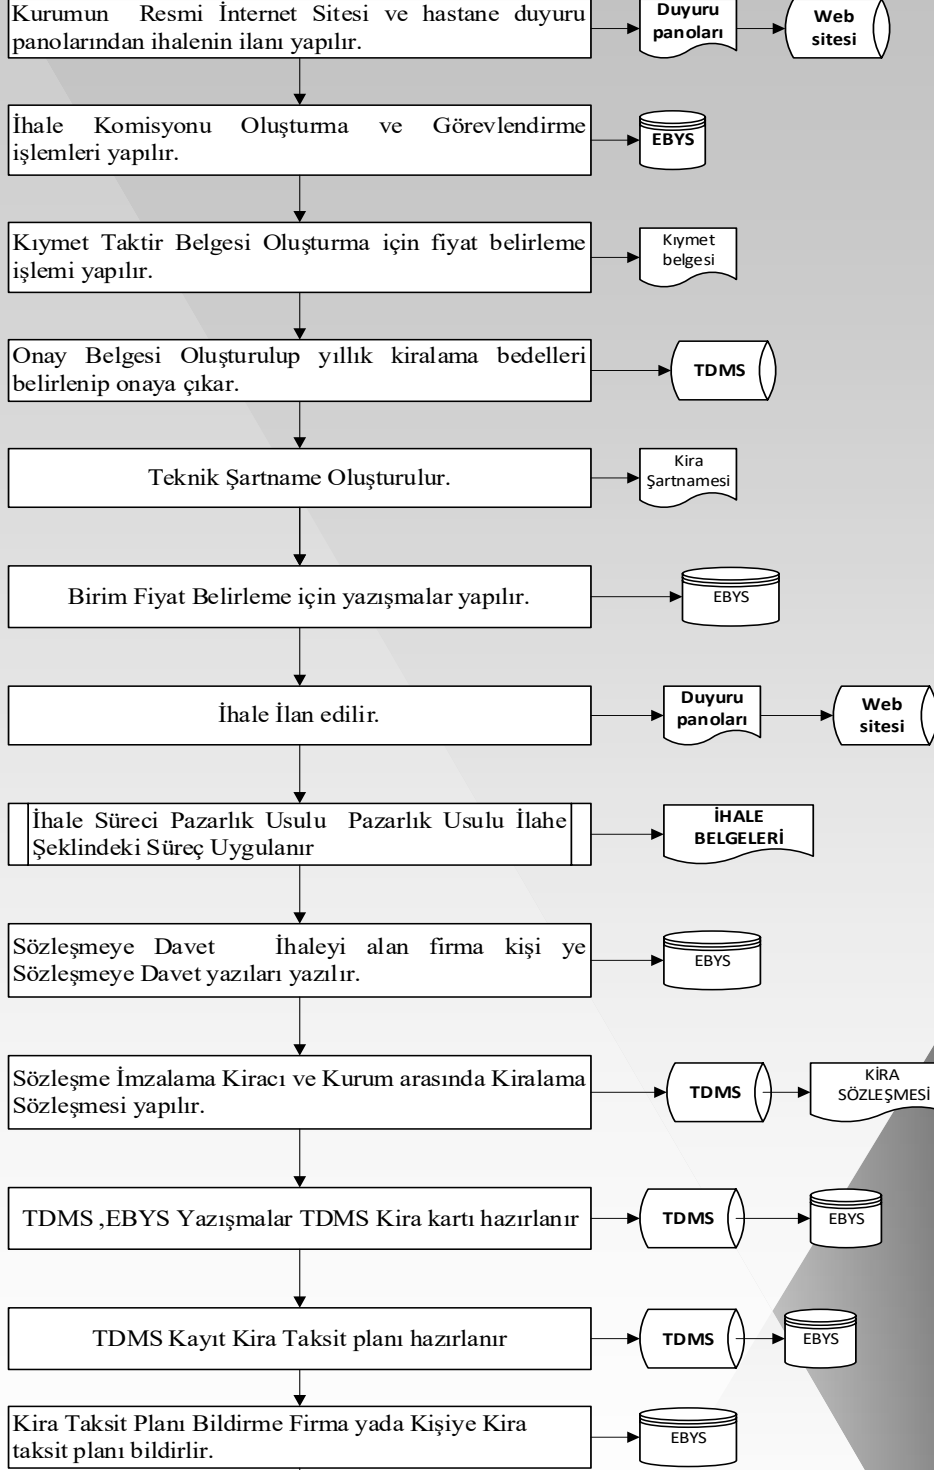 Kurumun Resmi İnternet Sitesi ve hastane duyuru
panolarından ihalenin ilanı yapılır.
Duyuru
panoları
Web
sitesi
İhale Komisyonu Oluşturma ve Görevlendirme
işlemleri yapılır.
EBYS
Kıymet Taktir Belgesi Oluşturma için fiyat belirleme
işlemi yapılır.
Kıymet
belgesi
Onay Belgesi Oluşturulup yıllık kiralama bedelleri
belirlenip onaya çıkar.
TDMS
Teknik Şartname Oluşturulur.
Kira
Şartnamesi
Birim Fiyat Belirleme için yazışmalar yapılır.
EBYS
İhale İlan edilir.
Duyuru
panoları
Web
sitesi
İhale Süreci Pazarlık Usulu Pazarlık Usulu İlahe
Şeklindeki Süreç Uygulanır
İHALE
BELGELERİ
Sözleşmeye Davet İhaleyi alan firma kişi ye
Sözleşmeye Davet yazıları yazılır.
EBYS
Sözleşme İmzalama Kiracı ve Kurum arasında Kiralama
Sözleşmesi yapılır.
TDMS
KİRA
SÖZLEŞMESİ
TDMS ,EBYS Yazışmalar TDMS Kira kartı hazırlanır
TDMS
EBYS
TDMS Kayıt Kira Taksit planı hazırlanır
TDMS
EBYS
Kira Taksit Planı Bildirme Firma yada Kişiye Kira
taksit planı bildirlir.
EBYS